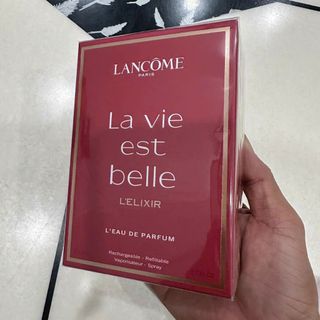 LANCÔME
PARIS
La vie
est
belle
L'ELIXIR
L'EAU DE PARFUM
Rechargeable - Refillable
Vaporisateur - Spray